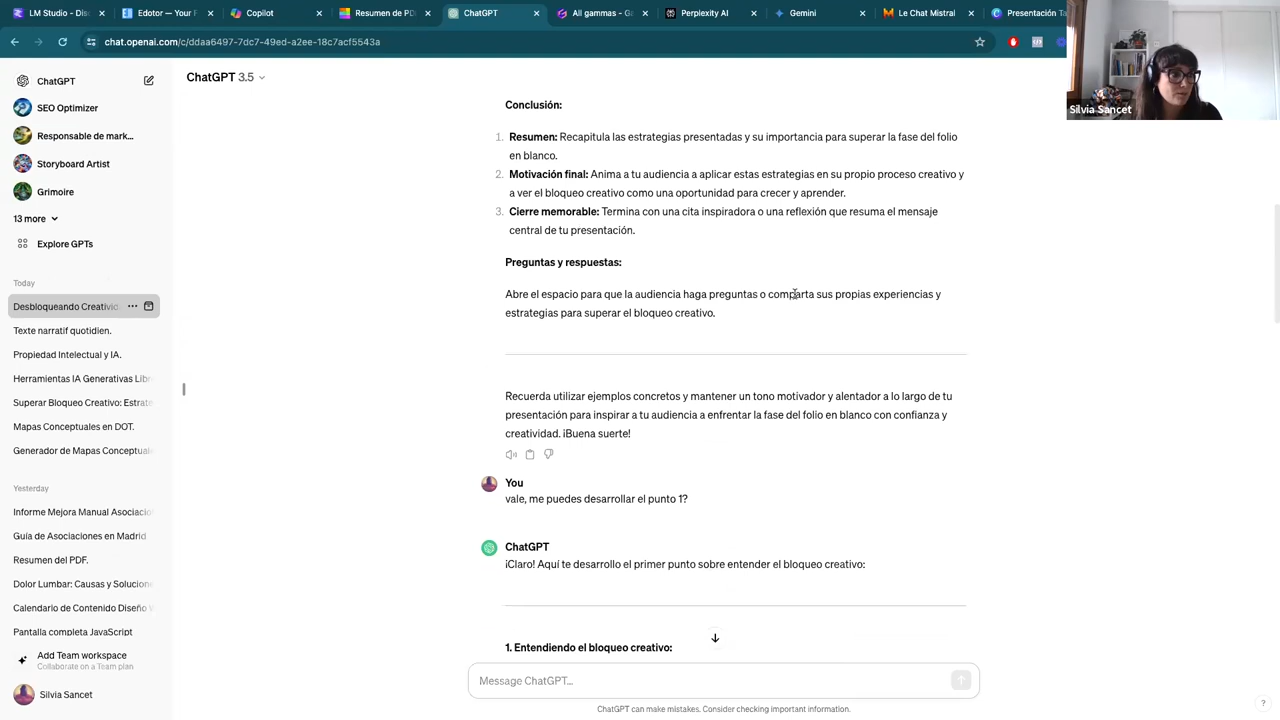 LM Studio - Disc
Edotor — Your F
Copilot
Resumen de PD
ChatGPT
All gammas - Ga
Perplexity AI
Gemini
Le Chat Mistral
Presentación Ta
chat.openai.com/c/ddaa6497-7dc7-49ed-a2ee-18c7acf5543a
Silvia Sancet
ChatGPT
SEO Optimizer
Responsable de mark...
Storyboard Artist
Grimoire
13 more
Explore GPTs
Today
Desbloqueando Creativid
Texte narratif quotidien.
Propiedad Intelectual y IA.
Herramientas IA Generativas Libr
Superar Bloqueo Creativo: Estrate
Mapas Conceptuales en DOT.
Generador de Mapas Conceptual
Yesterday
Informe Mejora Manual Asociacio
Guía de Asociaciones en Madrid
Resumen del PDF.
Dolor Lumbar: Causas y Solucione
Calendario de Contenido Diseño V
Pantalla completa JavaScript
Add Team workspace
Collaborate on a Team plan
Silvia Sancet
ChatGPT 3.5
Conclusión:
1. Resumen: Recapitula las estrategias presentadas y su importancia para superar la fase del folio
en blanco.
2. Motivación final: Anima a tu audiencia a aplicar estas estrategias en su propio proceso creativo y
a ver el bloqueo creativo como una oportunidad para crecer y aprender.
3. Cierre memorable: Termina con una cita inspiradora o una reflexión que resuma el mensaje
central de tu presentación.
Preguntas y respuestas:
Abre el espacio para que la audiencia haga preguntas o comparta sus propias experiencias y
estrategias para superar el bloqueo creativo.
Recuerda utilizar ejemplos concretos y mantener un tono motivador y alentador a lo largo de tu
presentación para inspirar a tu audiencia a enfrentar la fase del folio en blanco con confianza y
creatividad. ¡Buena suerte!
You
vale, me puedes desarrollar el punto 1?
ChatGPT
¡Claro! Aquí te desarrollo el primer punto sobre entender el bloqueo creativo:
1. Entendiendo el bloqueo creativo:
Message ChatGPT...
ChatGPT can make mistakes. Consider checking important information.
?